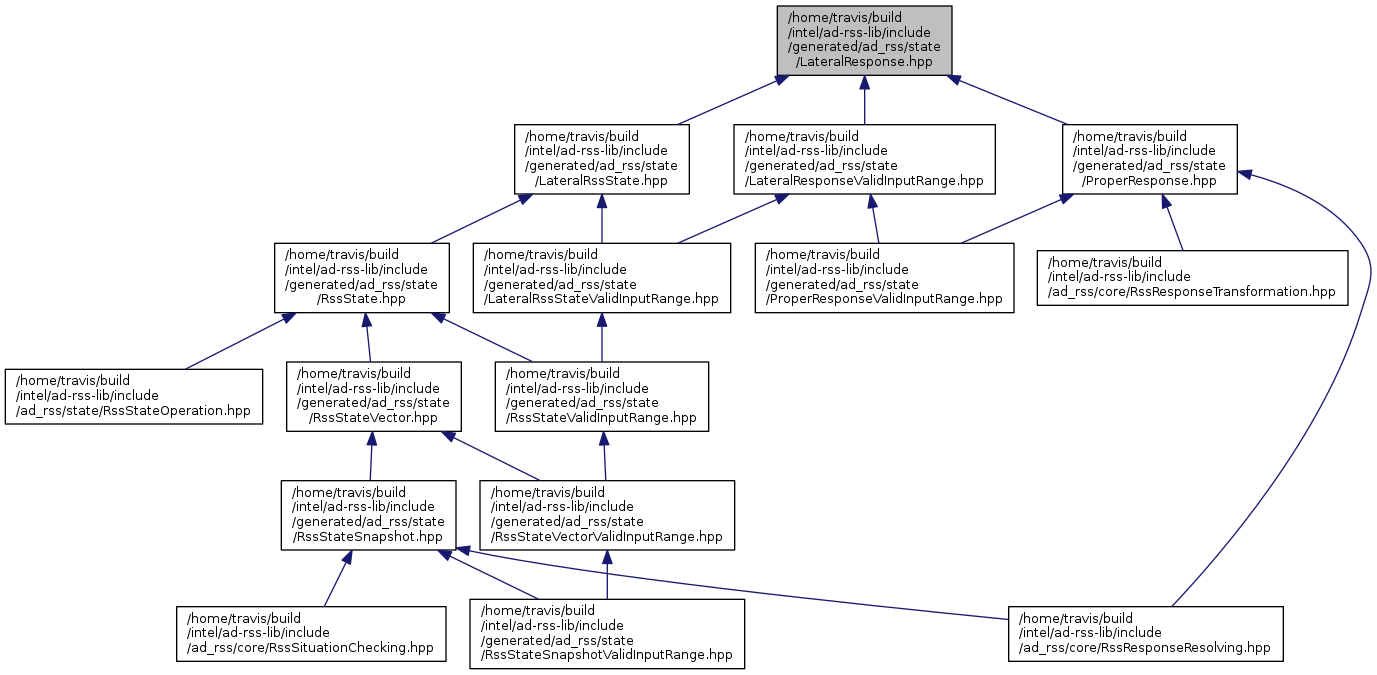 /home/travis/build
/intel/ad-rss-lib/include
/generated/ad_rss/state
/LateralResponse.hpp
/home/travis/build
/intel/ad-rss-lib/include
/generated/ad_rss/state
/LateralRssState.hpp
/home/travis/build
/intel/ad-rss-lib/include
/generated/ad_rss/state
/LateralResponseValidInputRange.hpp
/home/travis/build
/intel/ad-rss-lib/include
/generated/ad_rss/state
/ProperResponse.hpp
/home/travis/build
/intel/ad-rss-lib/include
/generated/ad_rss/state
/RssState.hpp
/home/travis/build
/intel/ad-rss-lib/include
/generated/ad_rss/state
/LateralRssStateValidInputRange.hpp
/home/travis/build
/intel/ad-rss-lib/include
/generated/ad_rss/state
/ProperResponseValidInputRange.hpp
/home/travis/build
/intel/ad-rss-lib/include
/ad_rss/core/RssResponseTransformation.hpp
/home/travis/build
/intel/ad-rss-lib/include
/ad_rss/state/RssStateOperation.hpp
/home/travis/build
/intel/ad-rss-lib/include
/generated/ad_rss/state
/RssStateVector.hpp
/home/travis/build
/intel/ad-rss-lib/include
/generated/ad_rss/state
/RssStateValidInputRange.hpp
/home/travis/build
/intel/ad-rss-lib/include
/generated/ad_rss/state
/RssStateSnapshot.hpp
/home/travis/build
/intel/ad-rss-lib/include
/generated/ad_rss/state
/RssStateVectorValidInputRange.hpp
/home/travis/build
/intel/ad-rss-lib/include
/ad_rss/core/RssSituationChecking.hpp
/home/travis/build
/intel/ad-rss-lib/include
/generated/ad_rss/state
/RssStateSnapshotValidInputRange.hpp
/home/travis/build
/intel/ad-rss-lib/include
/ad_rss/core/RssResponseResolving.hpp